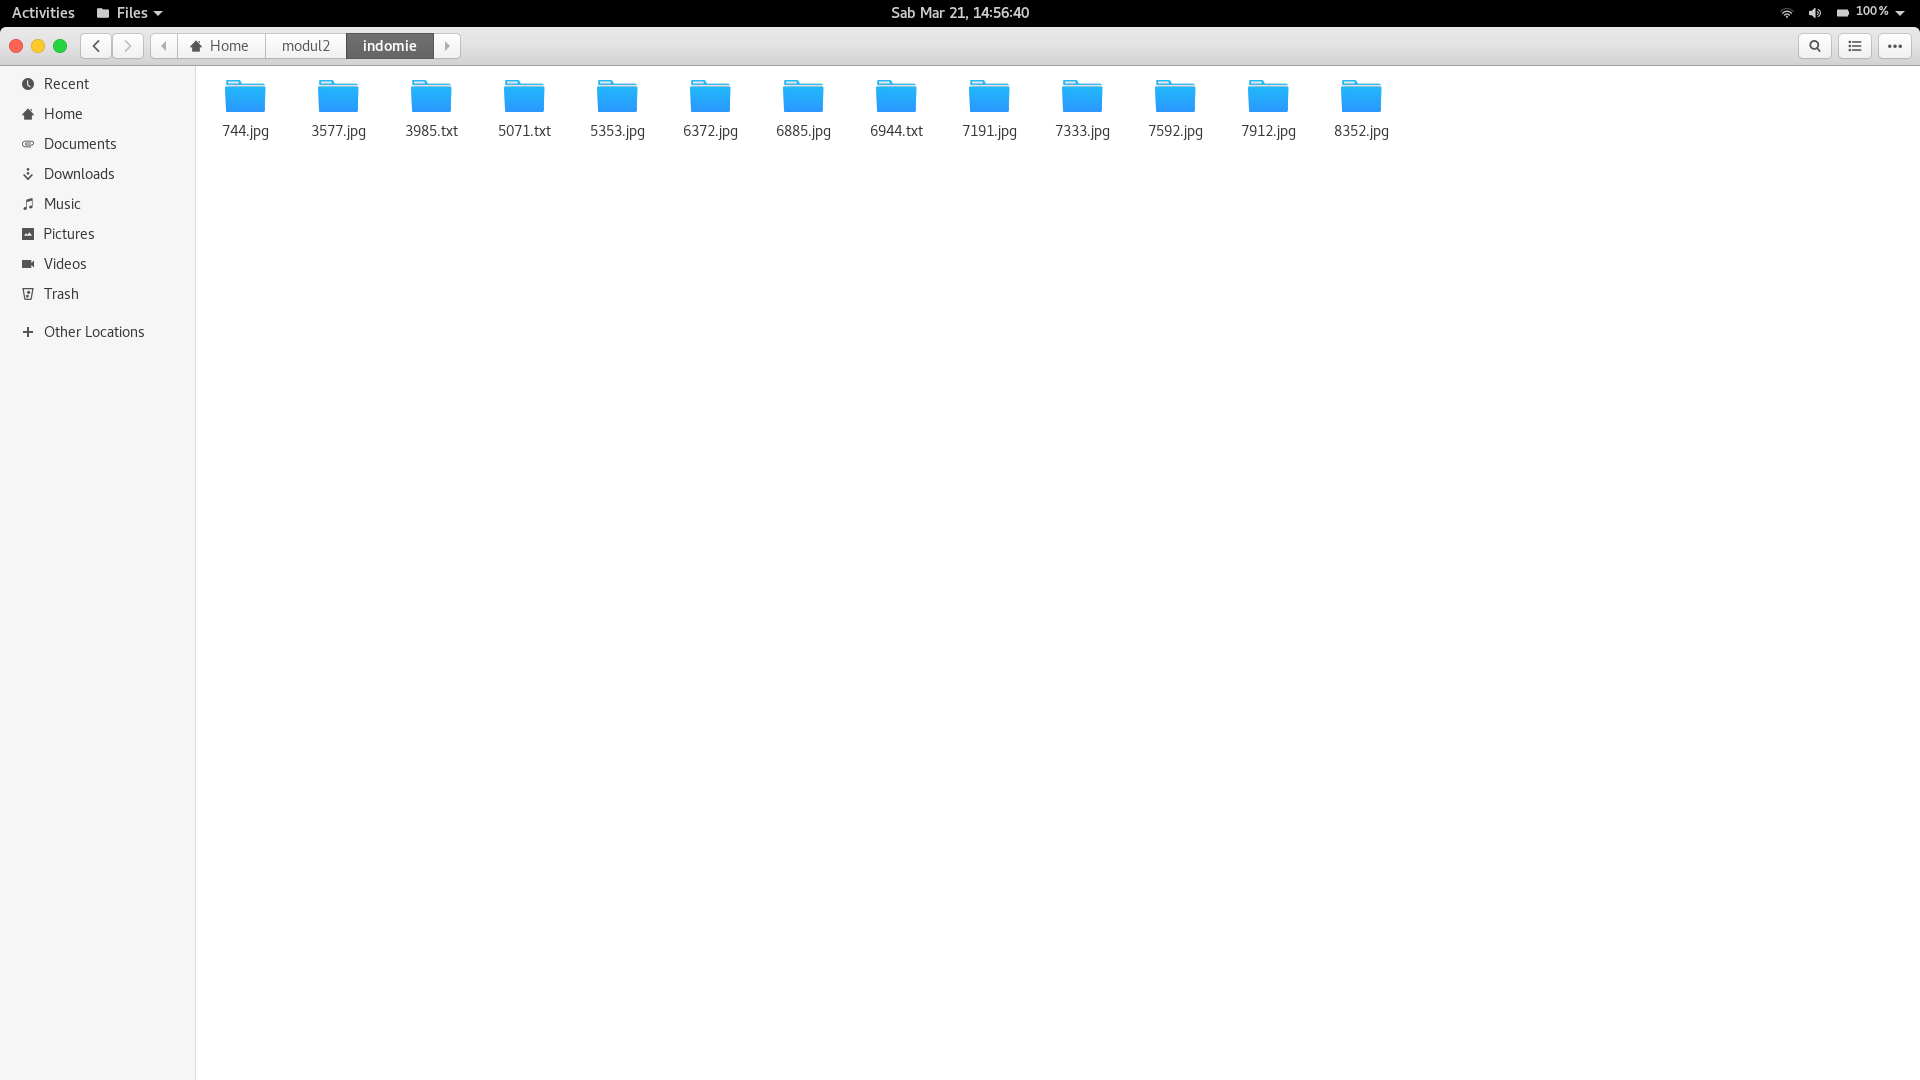 Activities Files Sab Mar 21, 14:56:40 100 %
Home modul2 indomie
Recent
Home
Documents
Downloads
Music
Pictures
Videos
Trash
Other Locations
744.jpg 3577.jpg 3985.txt 5071.txt 5353.jpg 6372.jpg 6885.jpg 6944.txt 7191.jpg 7333.jpg 7592.jpg 7912.jpg 8352.jpg